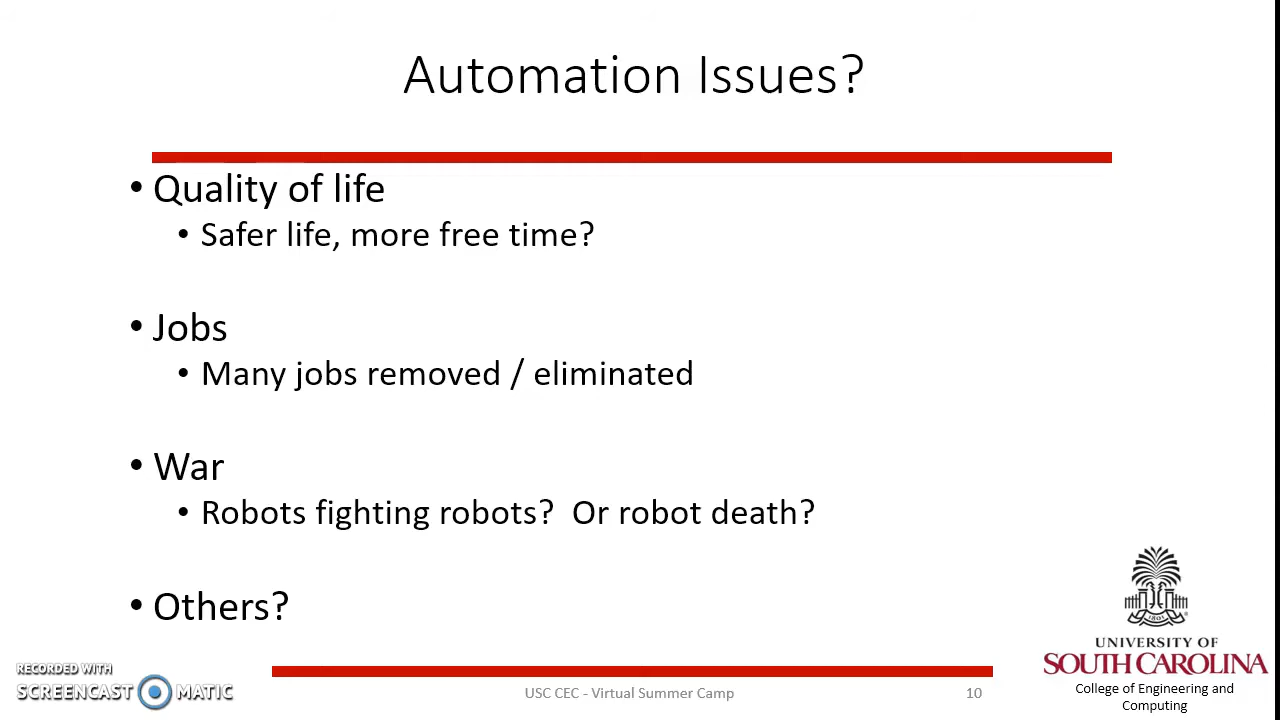 Automation Issues?
• Quality of life
• Safer life, more free time?
• Jobs
• Many jobs removed / eliminated
• War
• Robots fighting robots?  Or robot death?
• Others?
1801
UNIVERSITY OF
SOUTH CAROLINA
College of Engineering and
Computing
RECORDED WITH
SCREENCAST MATIC
USC CEC - Virtual Summer Camp
10